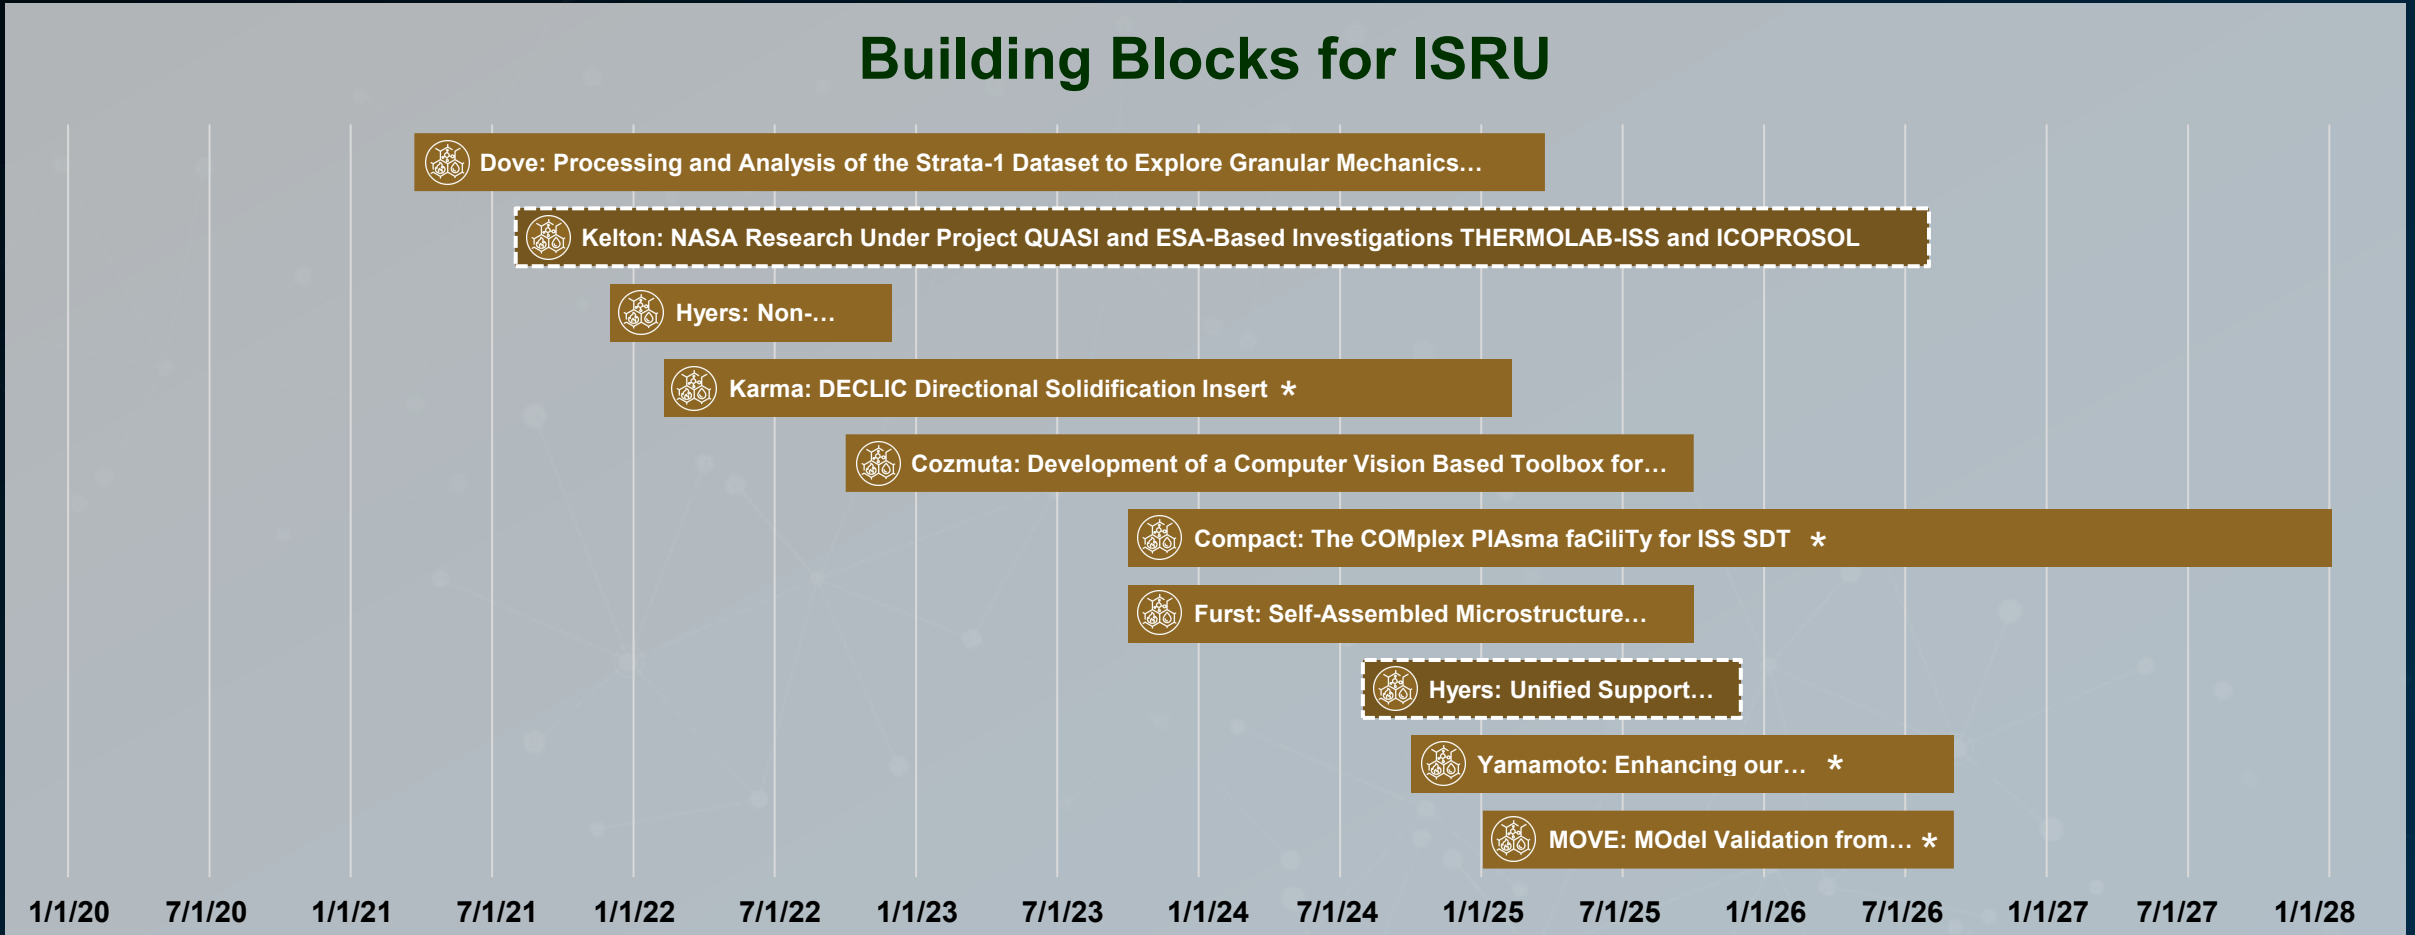 Building Blocks for ISRU
Dove: Processing and Analysis of the Strata-1 Dataset to Explore Granular Mechanics…
Kelton: NASA Research Under Project QUASI and ESA-Based Investigations THERMOLAB-ISS and ICOPROSOL
Hyers: Non-…
Karma: DECLIC Directional Solidification Insert *
Cozmuta: Development of a Computer Vision Based Toolbox for…
Compact: The COMplex PlAsma faCiliTy for ISS SDT *
Furst: Self-Assembled Microstructure…
Hyers: Unified Support…
Yamamoto: Enhancing our… *
MOVE: MOdel Validation from… *
1/1/20 7/1/20 1/1/21 7/1/21 1/1/22 7/1/22 1/1/23 7/1/23 1/1/24 7/1/24 1/1/25 7/1/25 1/1/26 7/1/26 1/1/27 7/1/27 1/1/28